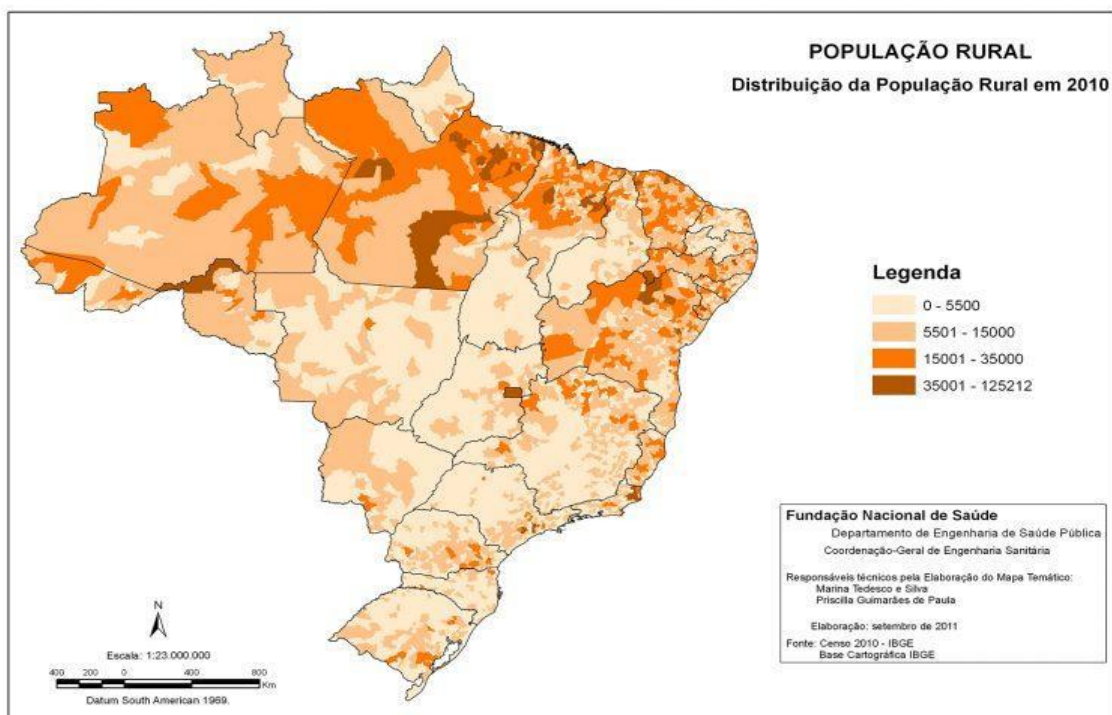 POPULAÇÃO RURAL
Distribuição da População Rural em 2010
Legenda
0 - 5500
5501 - 15000
15001 - 35000
35001 - 125212
Fundação Nacional de Saúde
Departamento de Engenharia de Saúde Pública
Coordenação-Geral de Engenharia Sanitária
Responsáveis técnicos pela Elaboração do Mapa Temático:
Marina Tedesco e Silva
Priscilla Guimarães de Paula
Elaboração: setembro de 2011
Fonte: Censo 2010 - IBGE
Base Cartográfica IBGE
N
Escala: 1:23.000.000
400 200 0 400 800
Km
Datum South American 1969.